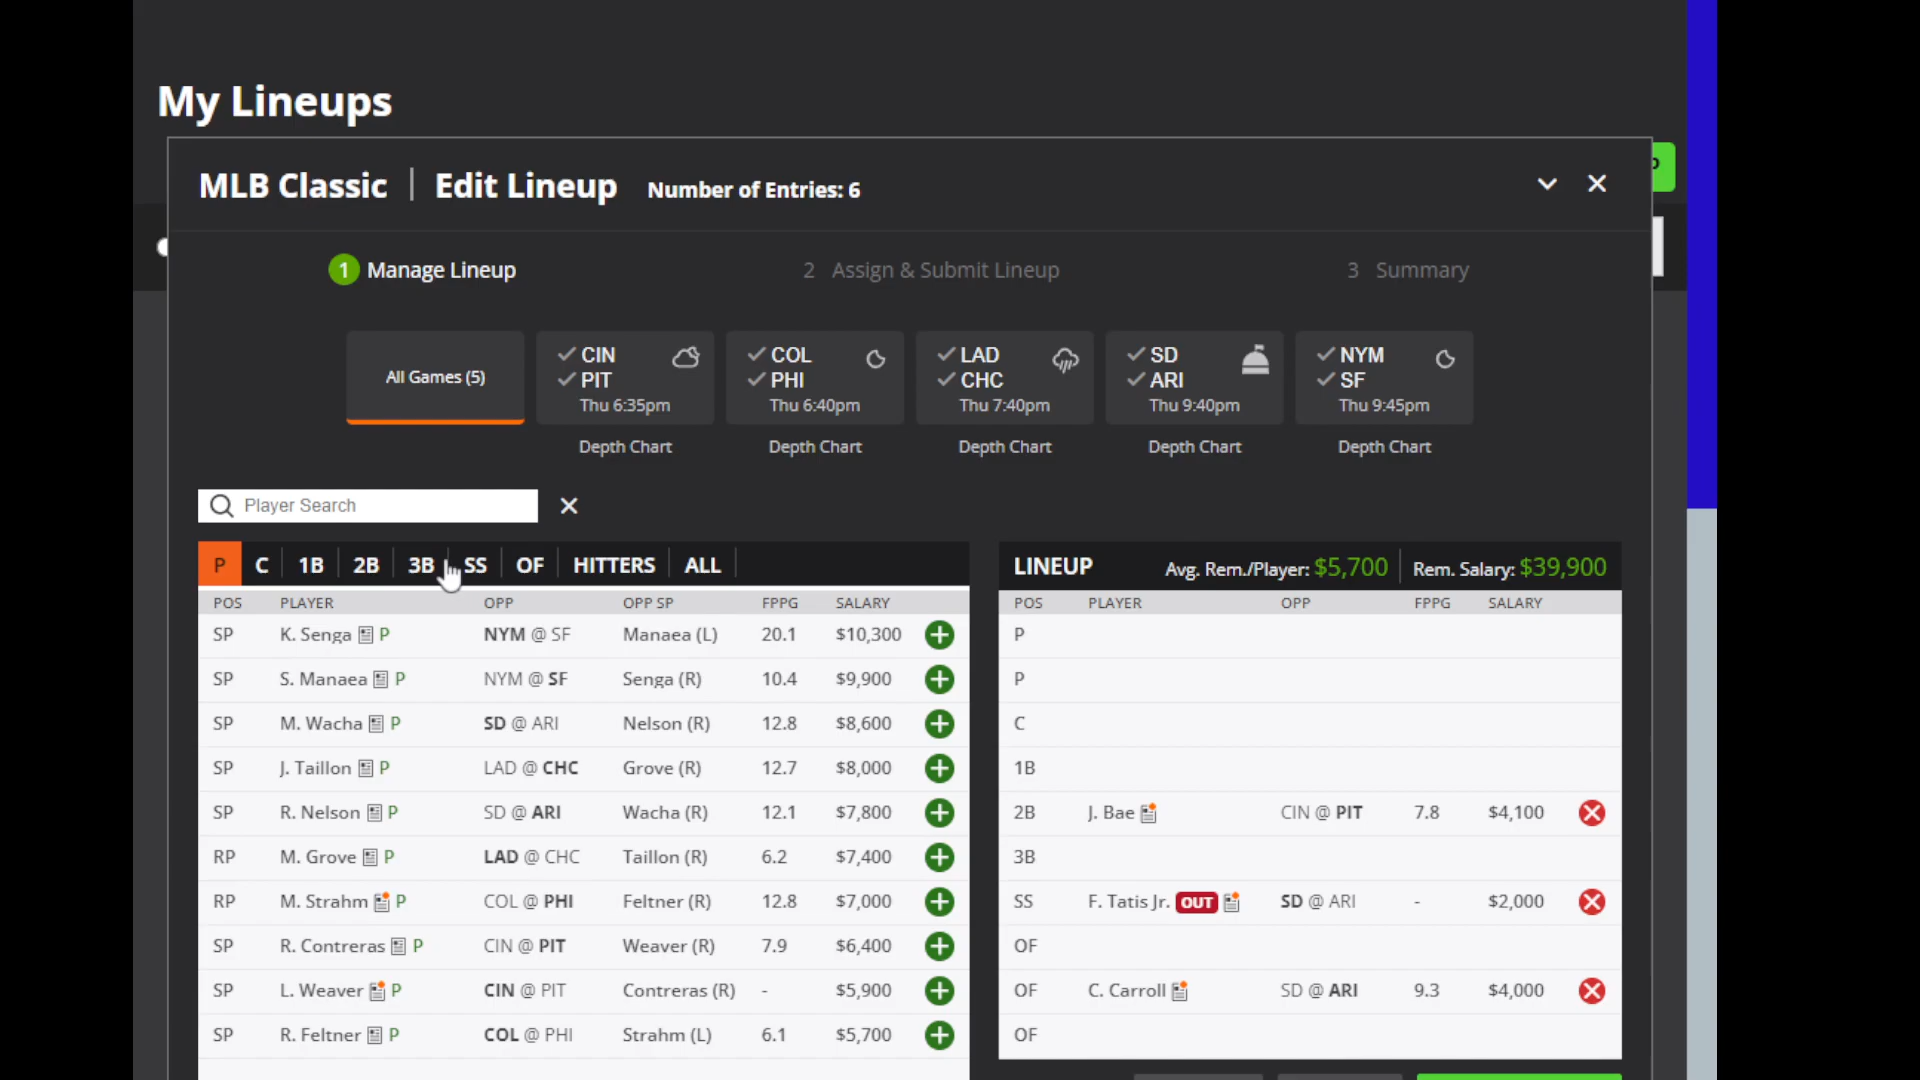 My Lineups
MLB Classic | Edit Lineup Number of Entries: 6
1 Manage Lineup 2 Assign & Submit Lineup 3 Summary
All Games (5)
CIN
PIT
Thu 6:35pm
Depth Chart
COL
PHI
Thu 6:40pm
Depth Chart
LAD
CHC
Thu 7:40pm
Depth Chart
SD
ARI
Thu 9:40pm
Depth Chart
NYM
SF
Thu 9:45pm
Depth Chart
Player Search
P C 1B 2B 3B SS OF HITTERS ALL
POS PLAYER OPP OPP SP FPPG SALARY
SP K. Senga P NYM @ SF Manaea (L) 20.1 $10,300
SP S. Manaea P NYM @ SF Senga (R) 10.4 $9,900
SP M. Wacha P SD @ ARI Nelson (R) 12.8 $8,600
SP J. Taillon P LAD @ CHC Grove (R) 12.7 $8,000
SP R. Nelson P SD @ ARI Wacha (R) 12.1 $7,800
RP M. Grove P LAD @ CHC Taillon (R) 6.2 $7,400
RP M. Strahm P COL @ PHI Feltner (R) 12.8 $7,000
SP R. Contreras P CIN @ PIT Weaver (R) 7.9 $6,400
SP L. Weaver P CIN @ PIT Contreras (R) - $5,900
SP R. Feltner P COL @ PHI Strahm (L) 6.1 $5,700
LINEUP Avg. Rem./Player: $5,700 Rem. Salary: $39,900
POS PLAYER OPP FPPG SALARY
P
P
C
1B
2B J. Bae CIN @ PIT 7.8 $4,100
3B
SS F. Tatis Jr. OUT SD @ ARI - $2,000
OF
OF C. Carroll SD @ ARI 9.3 $4,000
OF